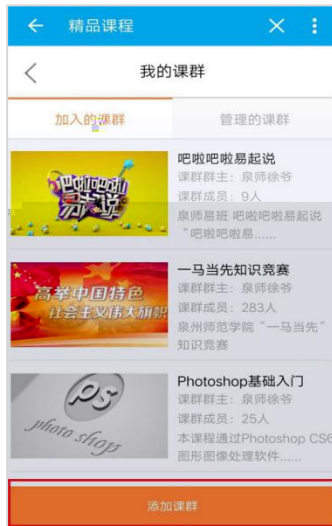 精品课程
我的课群
加入的课群
管理的课群
吧啦吧啦易起说
吧啦吧啦易起说
课群群主：泉师徐爷
课群成员：9人
泉师易班 吧啦吧啦易起说
“吧啦吧啦易......
高举中国特色
社会主义伟大旗帜
一马当先知识竞赛
课群群主：泉师徐爷
课群成员：283人
泉州师范学院“一马当先”
知识竞赛
PS
photo shop
Photoshop基础入门
课群群主：泉师徐爷
课群成员：25人
本课程通过Photoshop CS6
图形图像处理软件......
添加课群